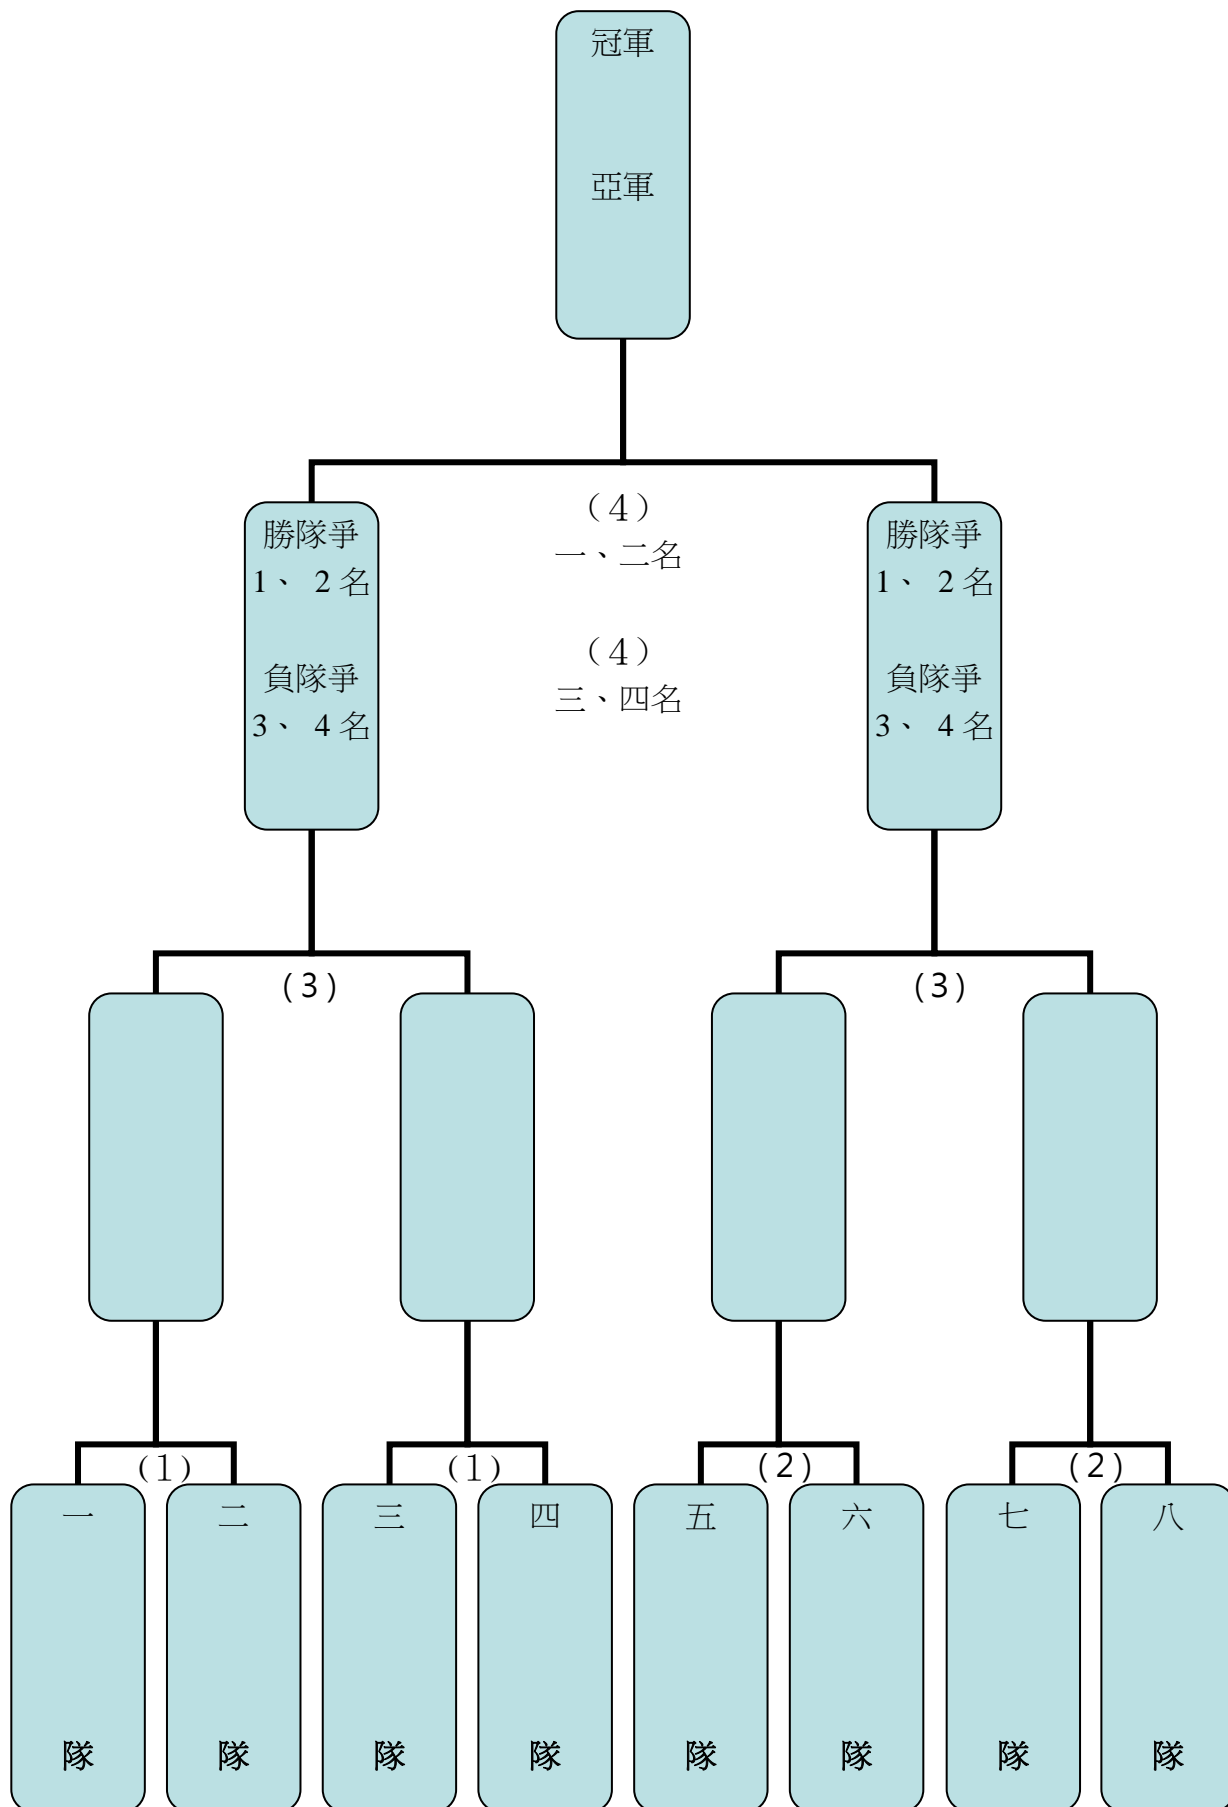 冠軍
亞軍
（4）
一、二名
（4）
三、四名
勝隊爭
1、 2 名
負隊爭
3、 4 名
勝隊爭
1、 2 名
負隊爭
3、 4 名
(3)
(3)
(1)
(1)
(2)
(2)
一
二
三
四
五
六
七
八
隊
隊
隊
隊
隊
隊
隊
隊